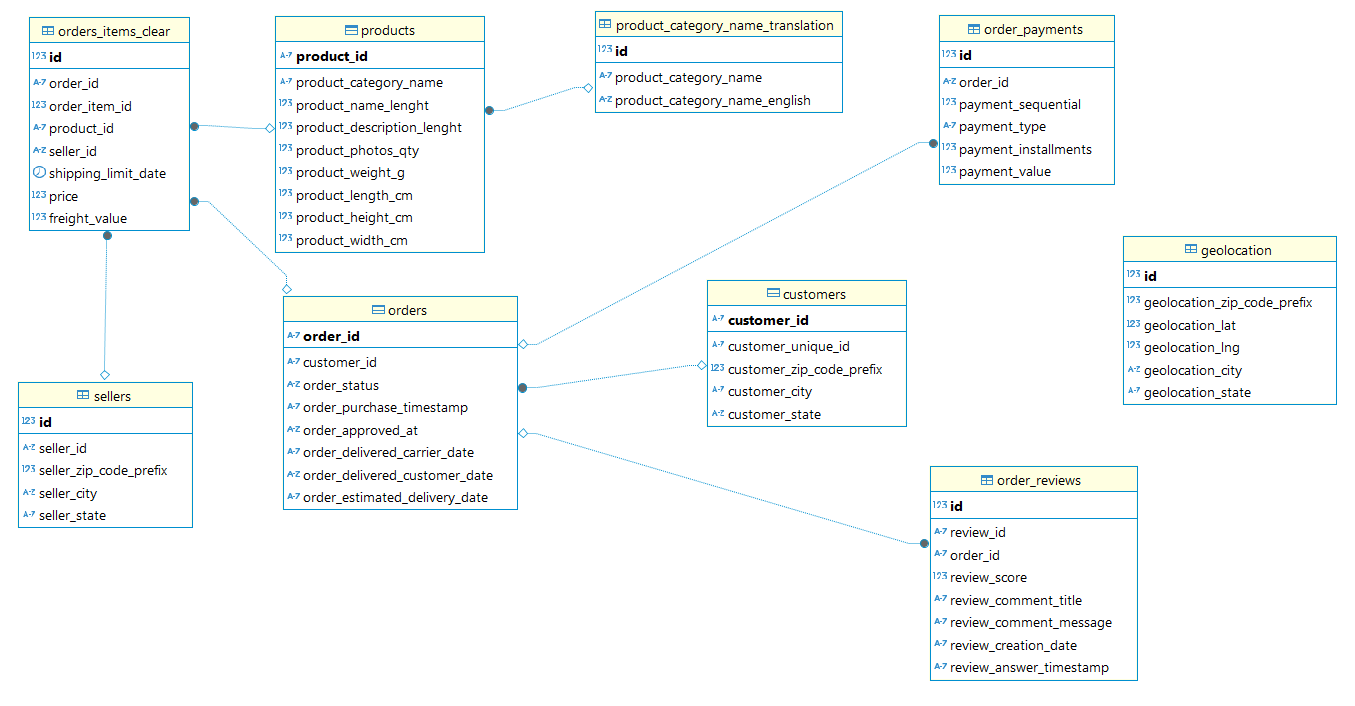 orders_items_clear
123 id
A-Z order_id
123 order_item_id
A-Z product_id
A-Z seller_id
shipping_limit_date
123 price
123 freight_value
products
A-Z product_id
A-Z product_category_name
123 product_name_lenght
123 product_description_lenght
123 product_photos_qty
123 product_weight_g
123 product_length_cm
123 product_height_cm
123 product_width_cm
product_category_name_translation
123 id
A-Z product_category_name
A-Z product_category_name_english
order_payments
123 id
A-Z order_id
123 payment_sequential
A-Z payment_type
123 payment_installments
123 payment_value
geolocation
123 id
123 geolocation_zip_code_prefix
123 geolocation_lat
123 geolocation_lng
A-Z geolocation_city
A-Z geolocation_state
customers
A-Z customer_id
A-Z customer_unique_id
123 customer_zip_code_prefix
A-Z customer_city
A-Z customer_state
orders
A-Z order_id
A-Z customer_id
A-Z order_status
A-Z order_purchase_timestamp
A-Z order_approved_at
A-Z order_delivered_carrier_date
A-Z order_delivered_customer_date
A-Z order_estimated_delivery_date
sellers
123 id
A-Z seller_id
123 seller_zip_code_prefix
A-Z seller_city
A-Z seller_state
order_reviews
123 id
A-Z review_id
A-Z order_id
123 review_score
A-Z review_comment_title
A-Z review_comment_message
A-Z review_creation_date
A-Z review_answer_timestamp